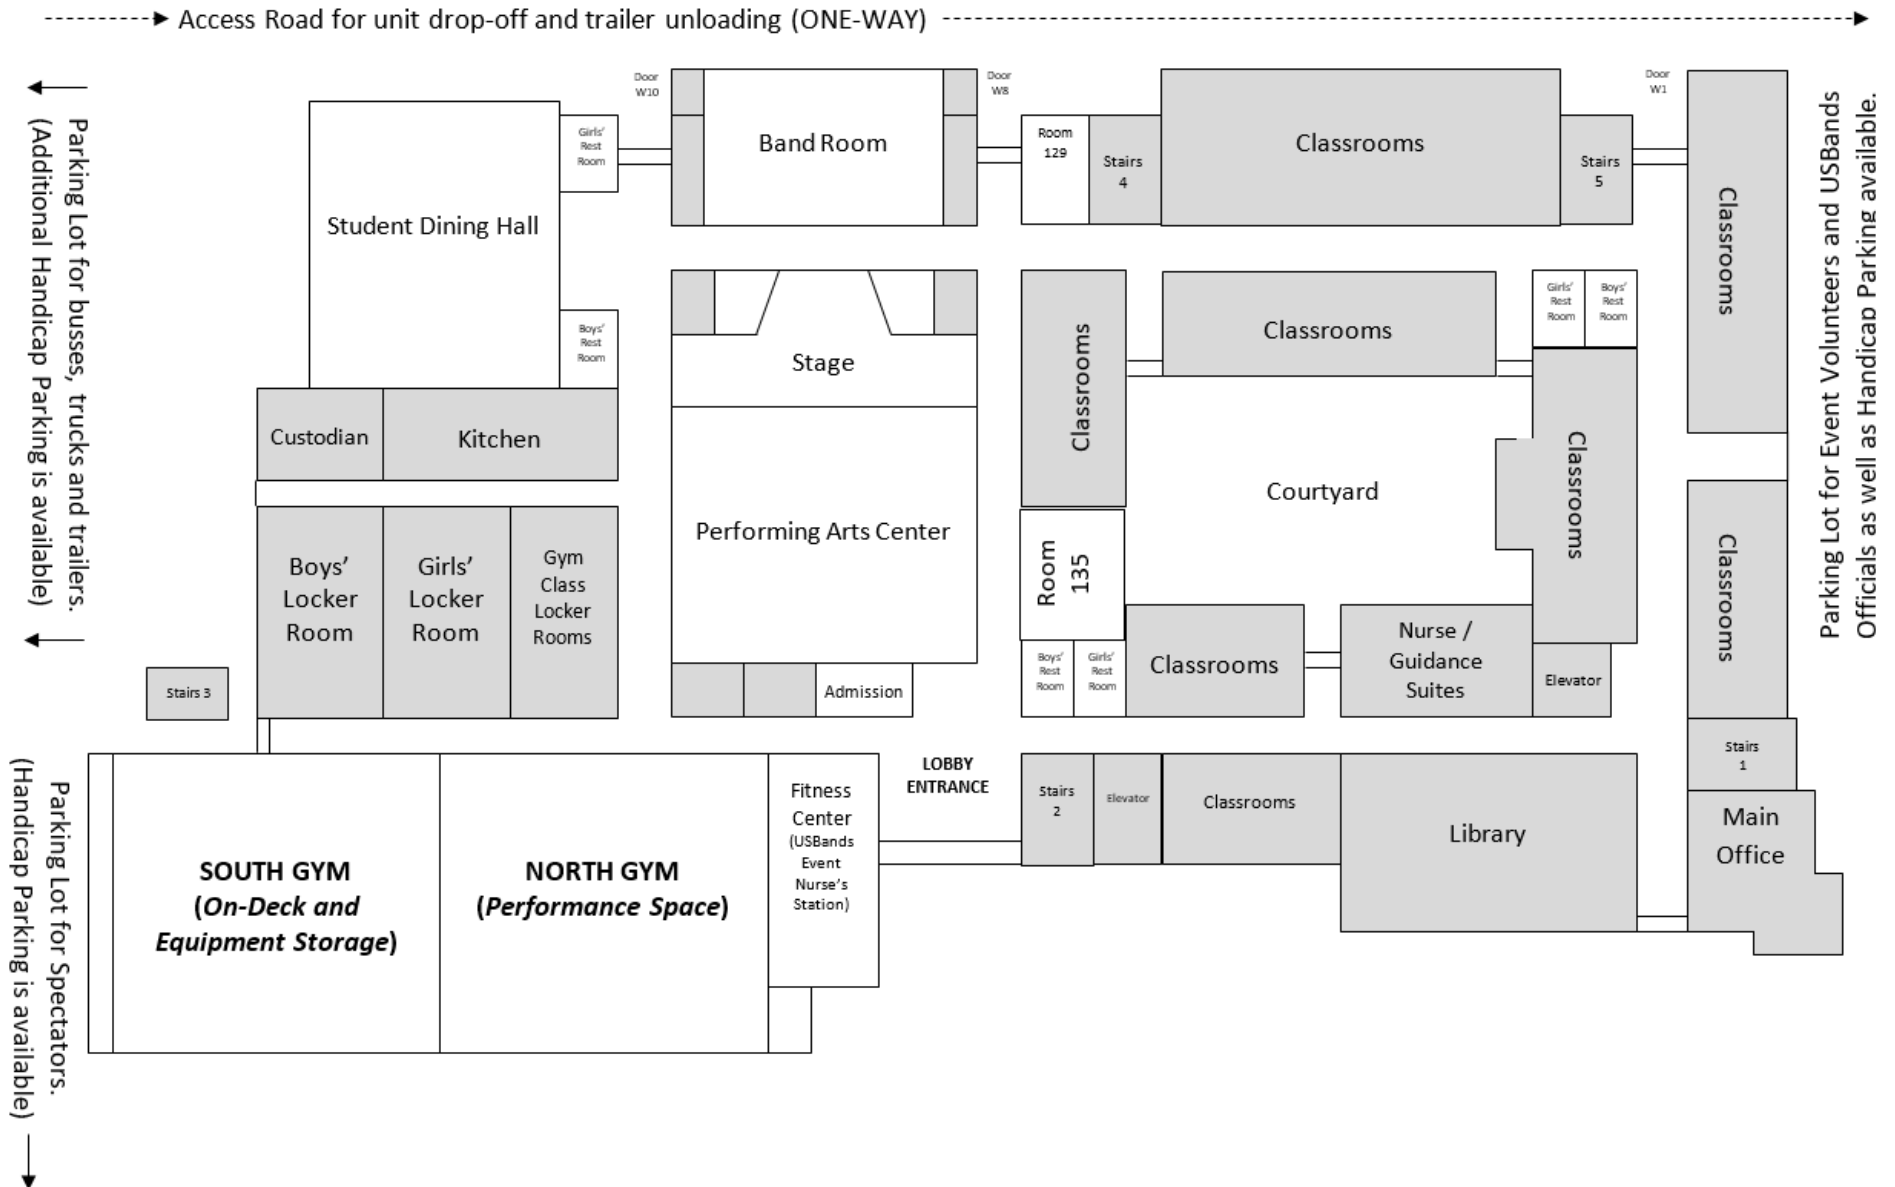 Access Road for unit drop-off and trailer unloading (ONE-WAY)
Door
W10
Door
W8
Door
W1
Parking Lot for busses, trucks and trailers.
(Additional Handicap Parking is available)
Student Dining Hall
Girls’
Rest
Room
Band Room
Room
129
Stairs
4
Classrooms
Stairs
5
Classrooms
Parking Lot for Event Volunteers and USBands
Officials as well as Handicap Parking available.
Boys’
Rest
Room
Stage
Classrooms
Classrooms
Girls’
Rest
Room
Boys’
Rest
Room
Custodian
Kitchen
Performing Arts Center
Courtyard
Classrooms
Classrooms
Boys’
Locker
Room
Girls’
Locker
Room
Gym
Class
Locker
Rooms
Room
135
Stairs 3
Admission
Boys’
Rest
Room
Girls’
Rest
Room
Classrooms
Nurse /
Guidance
Suites
Elevator
Stairs
1
Parking Lot for Spectators.
(Handicap Parking is available)
SOUTH GYM
(On-Deck and
Equipment Storage)
NORTH GYM
(Performance Space)
Fitness
Center
(USBands
Event
Nurse’s
Station)
LOBBY
ENTRANCE
Stairs
2
Elevator
Classrooms
Library
Main
Office